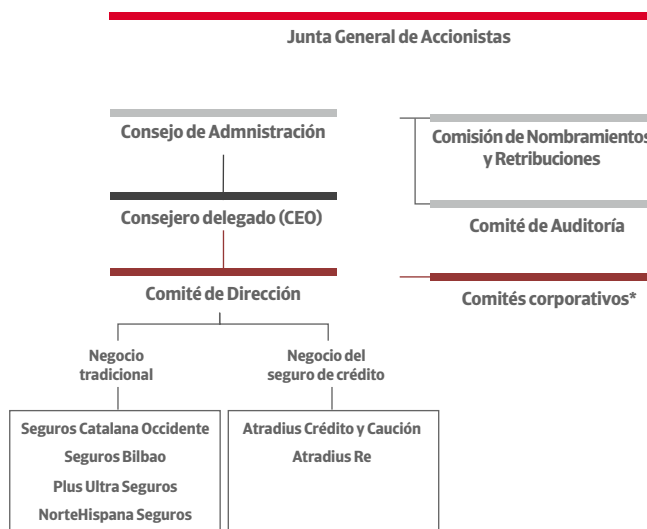 Junta General de Accionistas
Consejo de Admnistración
Comisión de Nombramientos
y Retribuciones
Consejero delegado (CEO)
Comité de Auditoría
Comité de Dirección
Comités corporativos*
Negocio
tradicional
Negocio del
seguro de crédito
Seguros Catalana Occidente
Seguros Bilbao
Plus Ultra Seguros
NorteHispana Seguros
Atradius Crédito y Caución
Atradius Re